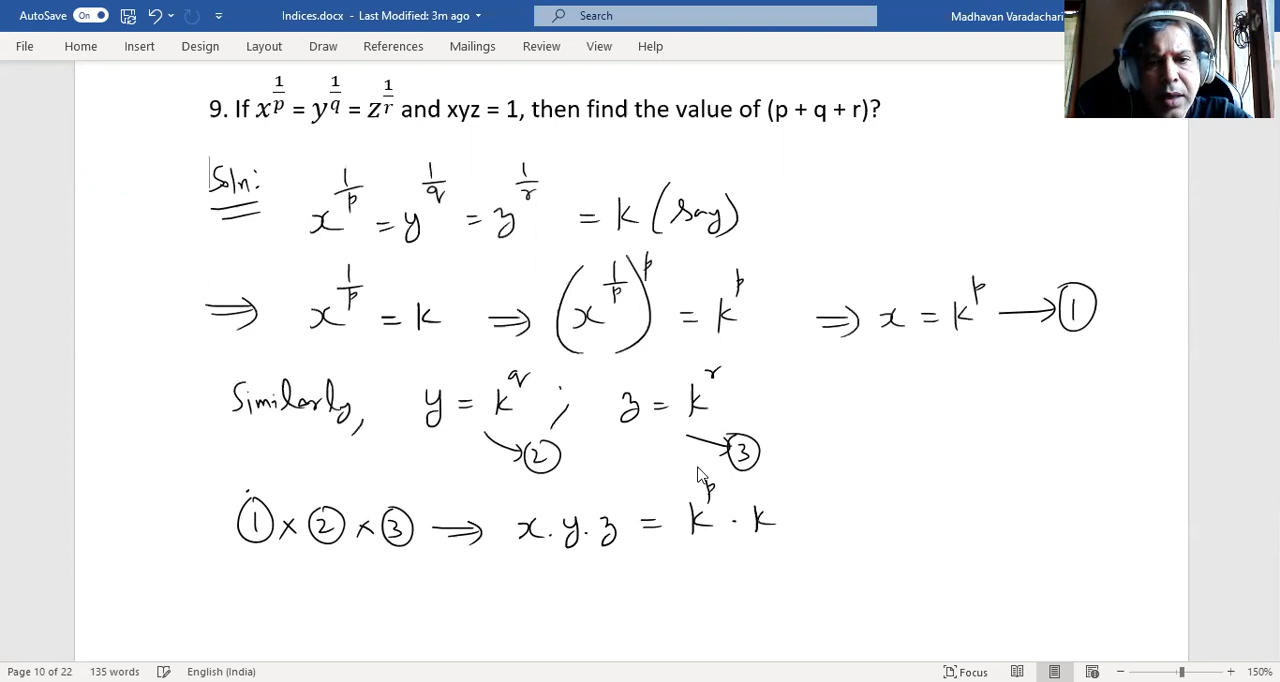 AutoSave On Indices.docx - Last Modified: 3m ago Search Madhavan Varadachari
File Home Insert Design Layout Draw References Mailings Review View Help
9. If x^(1/p) = y^(1/q) = z^(1/r) and xyz = 1, then find the value of (p + q + r)?
Soln:
x^(1/p) = y^(1/q) = z^(1/r) = k (say)
⇒ x^(1/p) = k ⇒ (x^(1/p))^p = k^p ⇒ x = k^p → ①
Similarly, y = k^q ; z = k^r
→ ② → ③
① × ② × ③ → x.y.z = k^p . k
Page 10 of 22 135 words English (India) Focus 150%